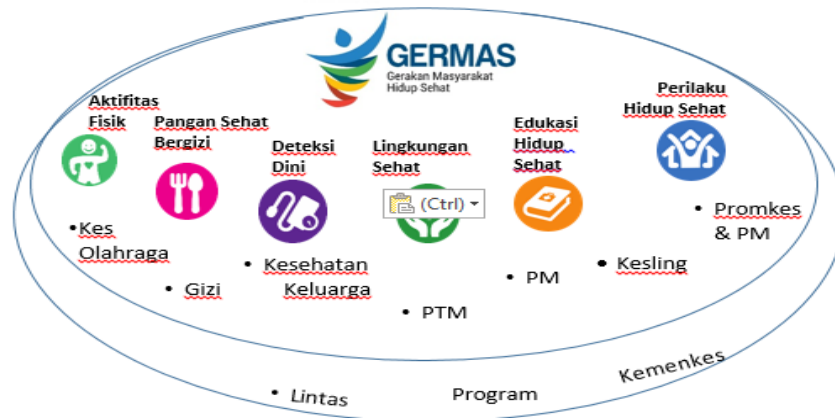 GERMAS
Gerakan Masyarakat
Hidup Sehat
Aktifitas
Fisik
Pangan Sehat
Bergizi
Deteksi
Dini
Lingkungan
Sehat
Edukasi
Hidup
Sehat
Perilaku
Hidup Sehat
(Ctrl)
•Kes
Olahraga
• Gizi
• Kesehatan
Keluarga
• PTM
• PM
• Kesling
• Promkes
& PM
• Lintas Program Kemenkes